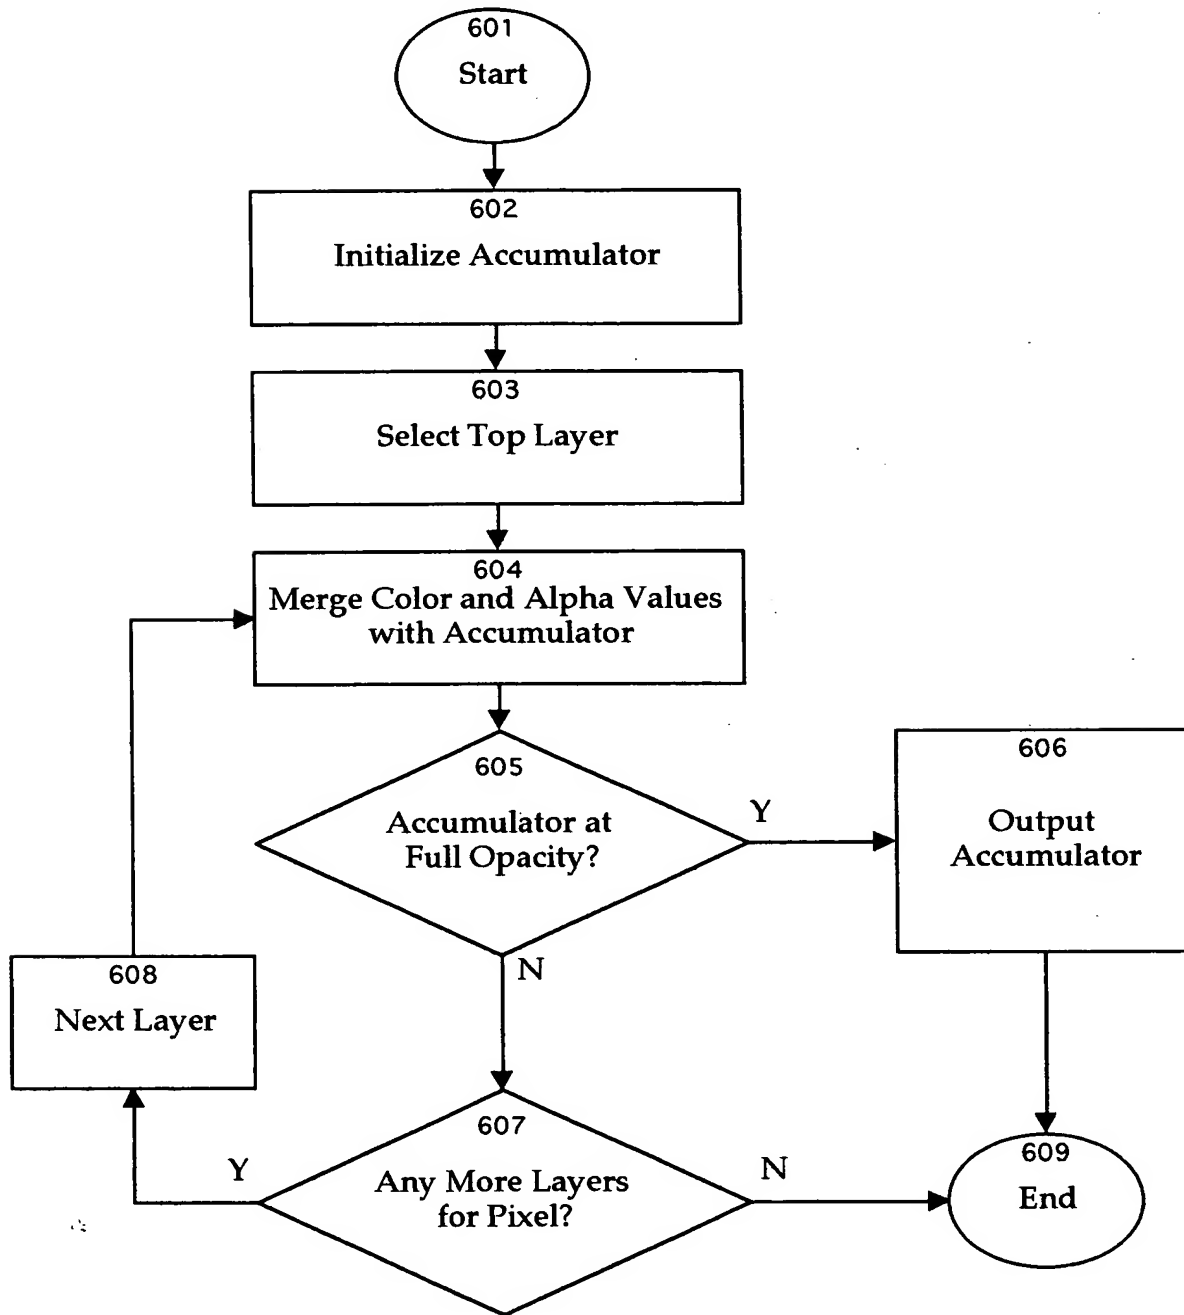 601
Start
602
Initialize Accumulator
603
Select Top Layer
604
Merge Color and Alpha Values
with Accumulator
605
Accumulator at
Full Opacity?
Y
606
Output
Accumulator
N
608
Next Layer
607
Any More Layers
for Pixel?
Y
N
609
End